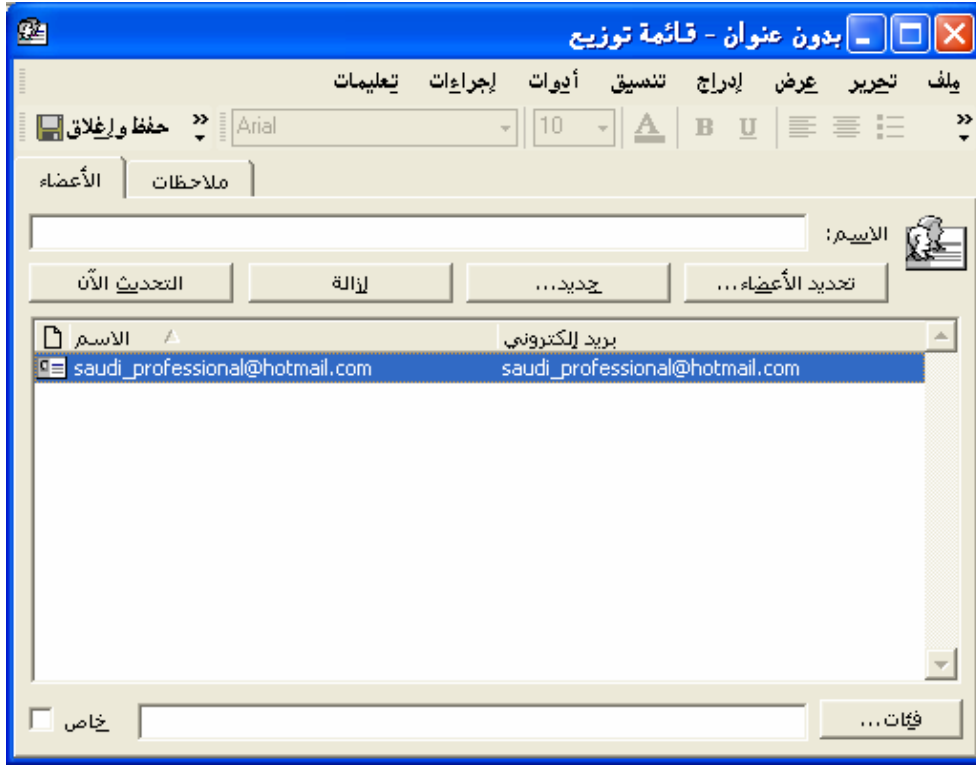 بدون عنوان - قائمة توزيع
ملف تحرير عرض إدراج تنسيق أدوات إجراءات تعليمات
حفظ وإغلاق Arial 10 A B U
الأعضاء ملاحظات
الاسم:
تحديد الأعضاء... جديد... إزالة التحديث الآن
الاسم بريد إلكتروني
saudi_professional@hotmail.com saudi_professional@hotmail.com
فئات... خاص